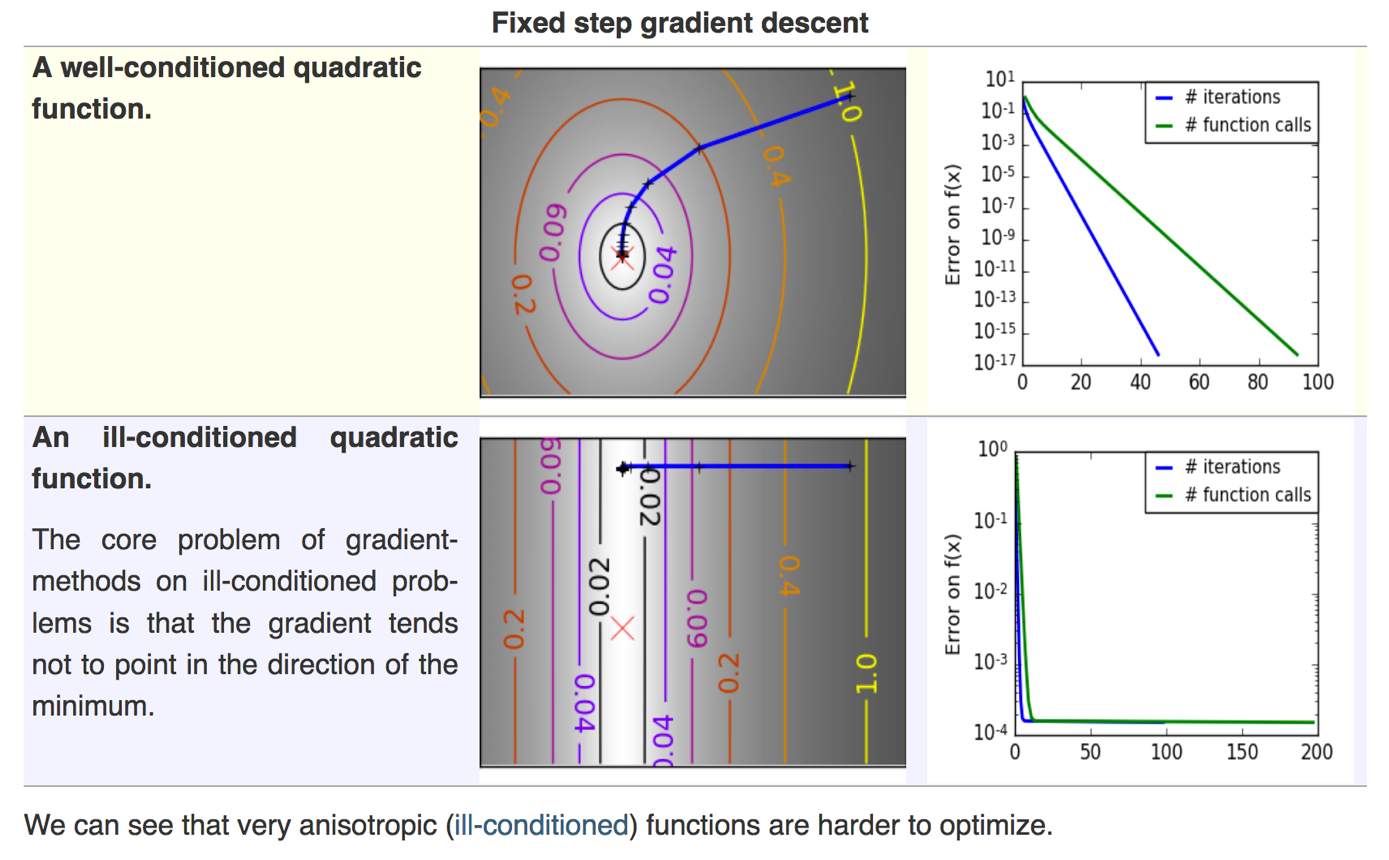 Fixed step gradient descent
A well-conditioned quadratic
function.
0.4
1.0
0.4
0.09
0.04
0.2
10¹
10⁻¹
10⁻³
10⁻⁵
10⁻⁷
10⁻⁹
10⁻¹¹
10⁻¹³
10⁻¹⁵
10⁻¹⁷
Error on f(x)
# iterations
# function calls
0 20 40 60 80 100
An ill-conditioned quadratic
function.
The core problem of gradient-
methods on ill-conditioned prob-
lems is that the gradient tends
not to point in the direction of the
minimum.
0.09
0.02
0.02
0.4
0.09
0.2
0.2
1.0
0.04
0.04
10⁰
10⁻¹
10⁻²
10⁻³
10⁻⁴
Error on f(x)
# iterations
# function calls
0 50 100 150 200
We can see that very anisotropic (ill-conditioned) functions are harder to optimize.